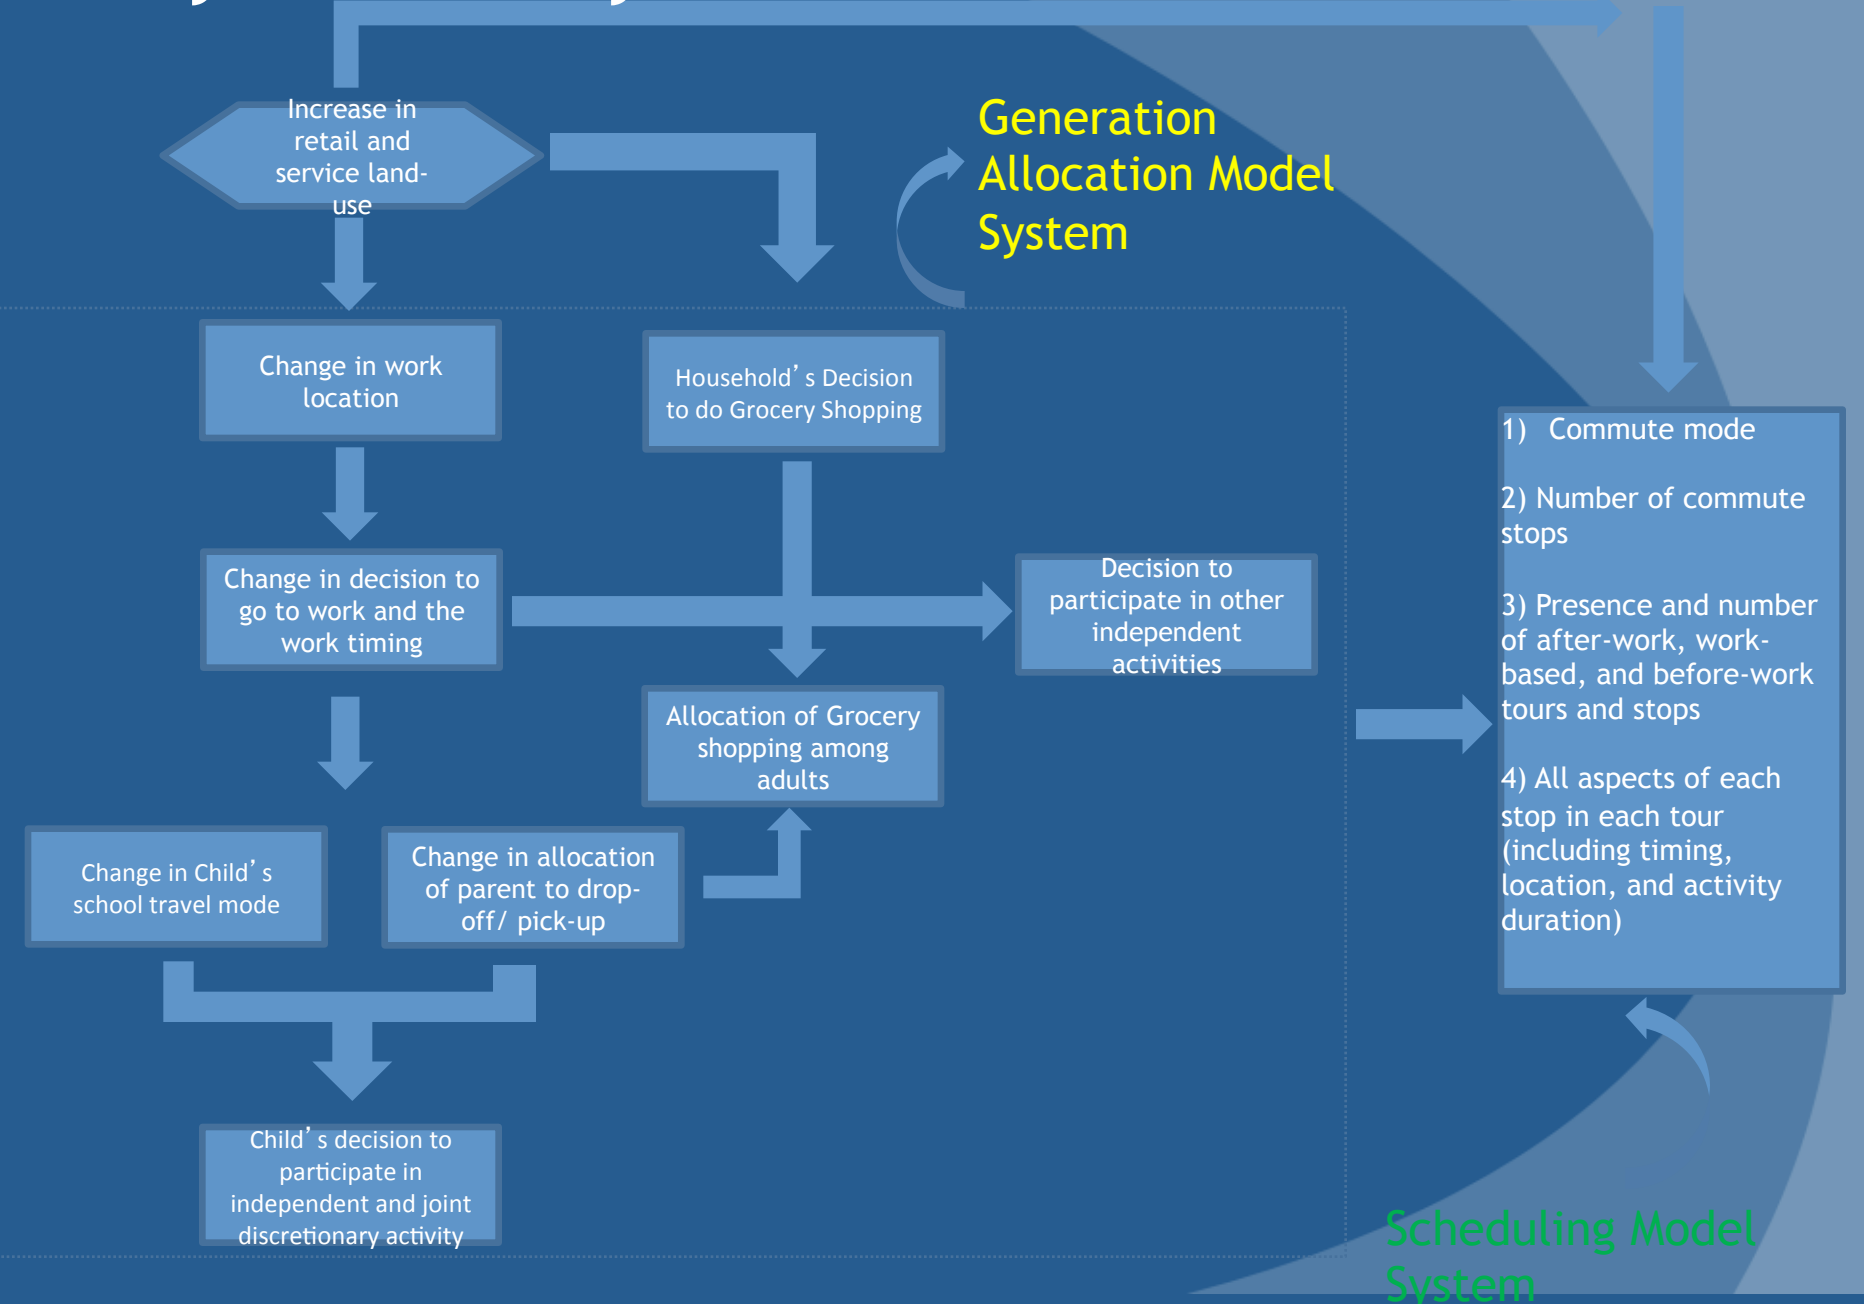 Increase in
retail and
service land-
use
Generation
Allocation Model
System
Change in work
location
Household’s Decision
to do Grocery Shopping
Change in decision to
go to work and the
work timing
Decision to
participate in other
independent
activities
Allocation of Grocery
shopping among
adults
Change in Child’s
school travel mode
Change in allocation
of parent to drop-
off/ pick-up
Child’s decision to
participate in
independent and joint
discretionary activity
1) Commute mode
2) Number of commute
stops
3) Presence and number
of after-work, work-
based, and before-work
tours and stops
4) All aspects of each
stop in each tour
(including timing,
location, and activity
duration)
Scheduling Model
System